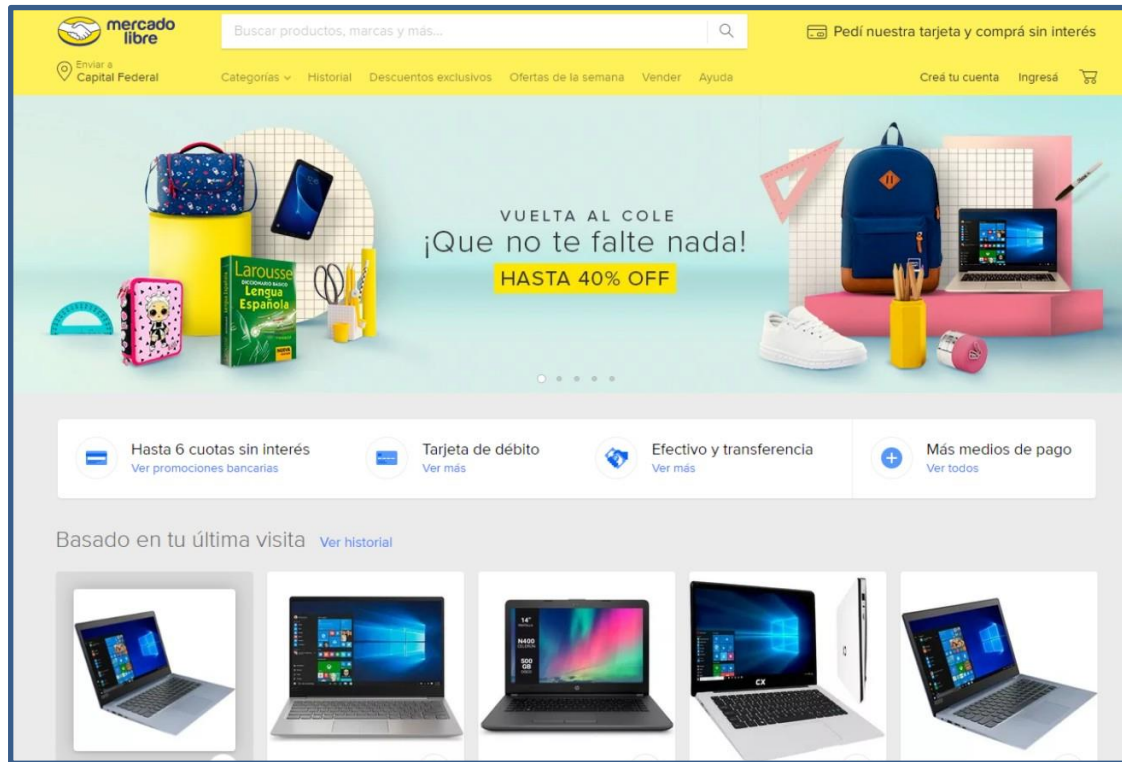 mercado
libre
Buscar productos, marcas y más...
Pedí nuestra tarjeta y comprá sin interés
Enviar a
Capital Federal
Categorías Historial Descuentos exclusivos Ofertas de la semana Vender Ayuda
Creá tu cuenta Ingresá
VUELTA AL COLE
¡Que no te falte nada!
HASTA 40% OFF
Larousse
DICCIONARIO BÁSICO
Lengua
Española
Hasta 6 cuotas sin interés
Ver promociones bancarias
Tarjeta de débito
Ver más
Efectivo y transferencia
Ver más
Más medios de pago
Ver todos
Basado en tu última visita Ver historial
14"
N400
500
GB
CX